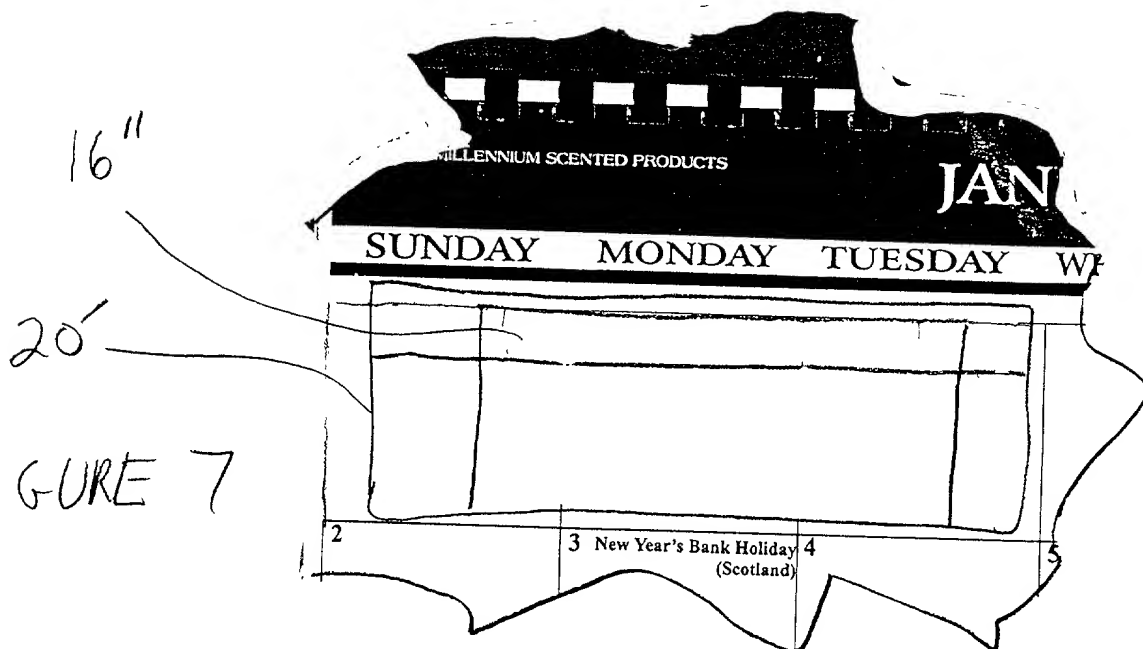 16"
MILLENNIUM SCENTED PRODUCTS
JAN
SUNDAY MONDAY TUESDAY
20'
GURE 7
2
3 New Year's Bank Holiday 4 5
(Scotland)